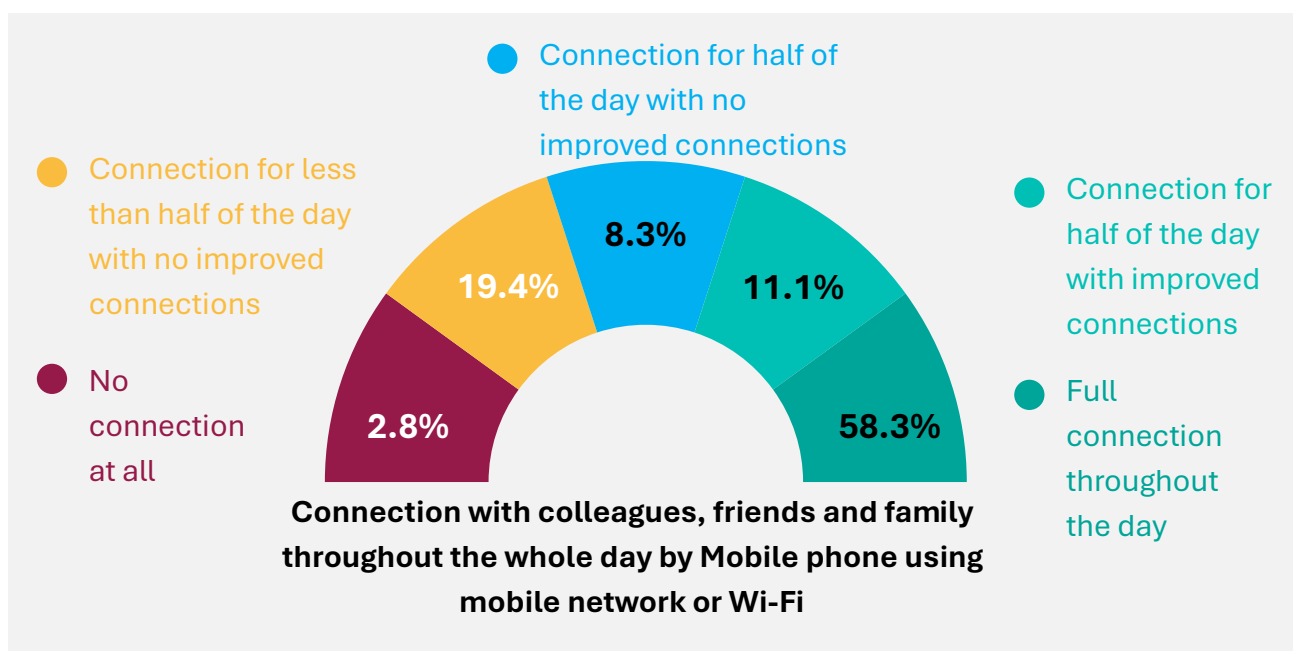 Connection for half of
the day with no
improved connections
Connection for less
than half of the day
with no improved
connections
Connection for
half of the day
with improved
connections
No
connection
at all
Full
connection
throughout
the day
2.8%
19.4%
8.3%
11.1%
58.3%
Connection with colleagues, friends and family
throughout the whole day by Mobile phone using
mobile network or Wi-Fi